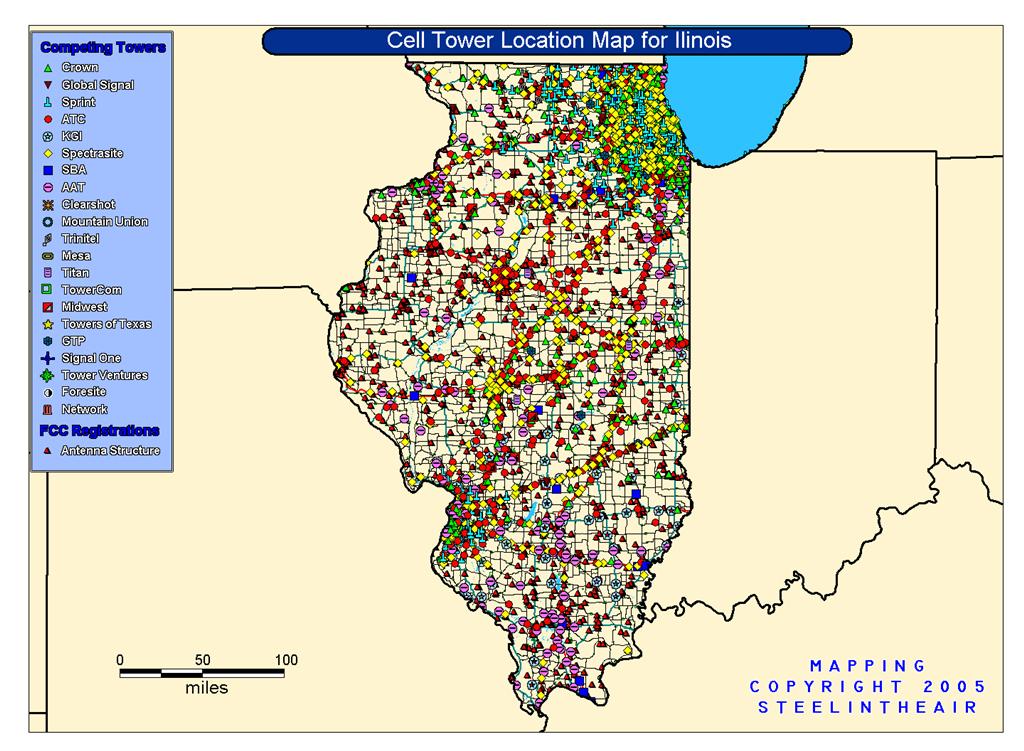 Cell Tower Location Map for Ilinois
Competing Towers
Crown
Global Signal
Sprint
ATC
KGI
Spectrasite
SBA
AAT
Clearshot
Mountain Union
Trinitel
Mesa
Titan
TowerCom
Midwest
Towers of Texas
GTP
Signal One
Tower Ventures
Foresite
Network
FCC Registrations
Antenna Structure
0 50 100
miles
MAPPING
COPYRIGHT 2005
STEELINTHEAIR